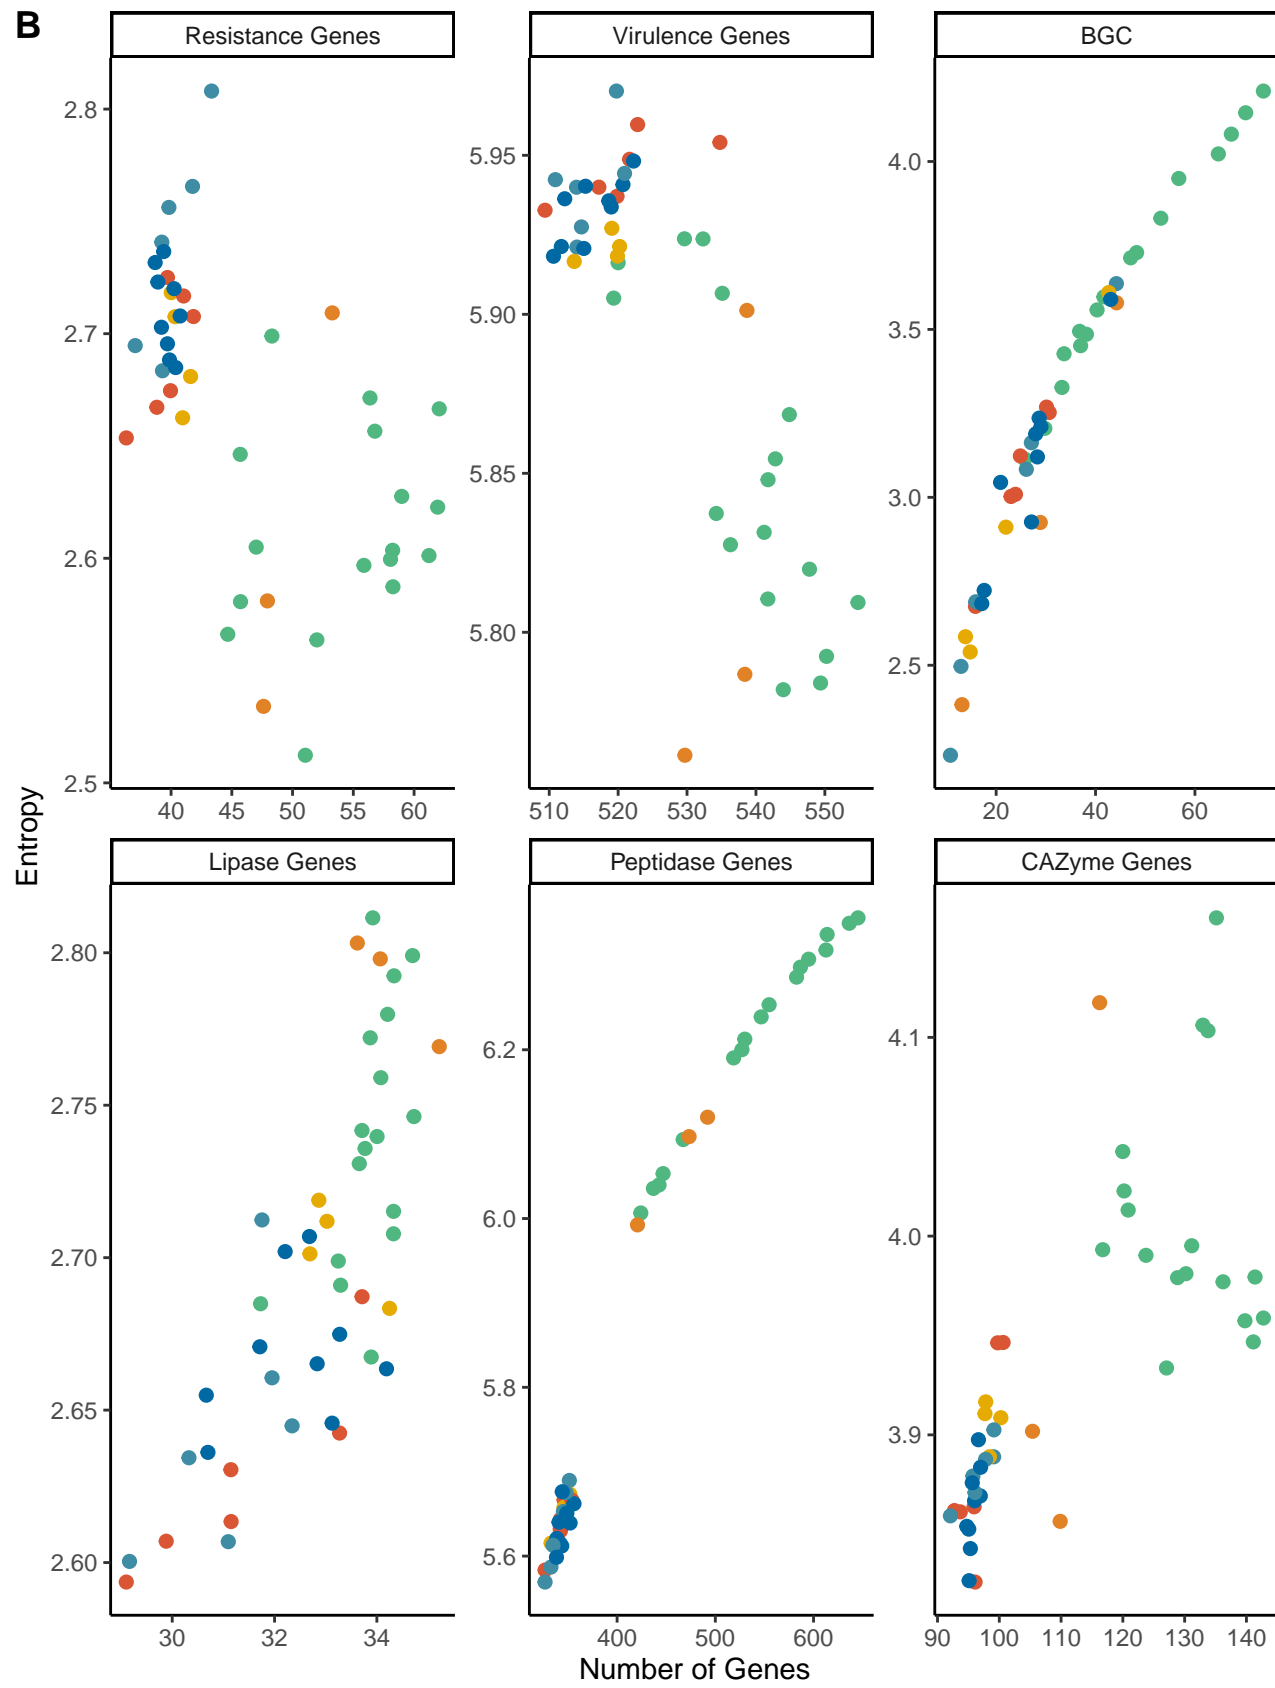 B
Resistance Genes
Virulence Genes
BGC
2.8
2.7
2.6
2.5
5.95
5.90
5.85
5.80
4.0
3.5
3.0
2.5
40 45 50 55 60
510 520 530 540 550
20 40 60
Entropy
Lipase Genes
Peptidase Genes
CAZyme Genes
2.80
2.75
2.70
2.65
2.60
6.2
6.0
5.8
5.6
4.1
4.0
3.9
30 32 34
400 500 600
90 100 110 120 130 140
Number of Genes